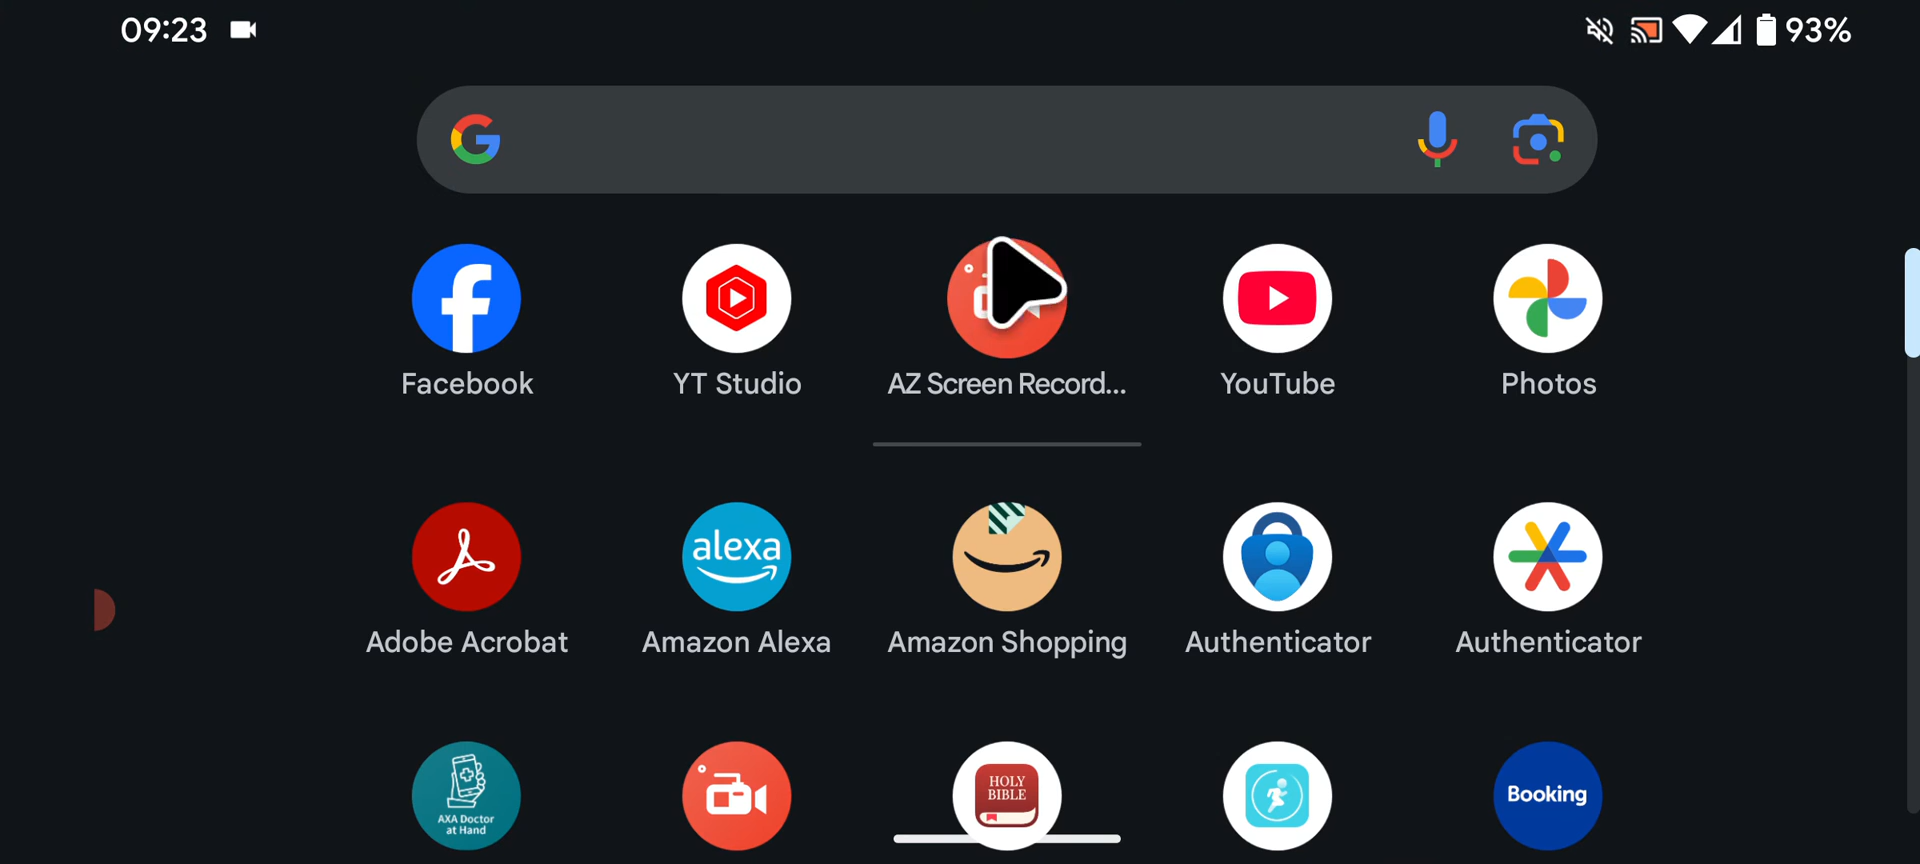 09:23
93%
Facebook
YT Studio
AZ Screen Record...
YouTube
Photos
alexa
Adobe Acrobat
Amazon Alexa
Amazon Shopping
Authenticator
Authenticator
AXA Doctor
at Hand
HOLY
BIBLE
Booking